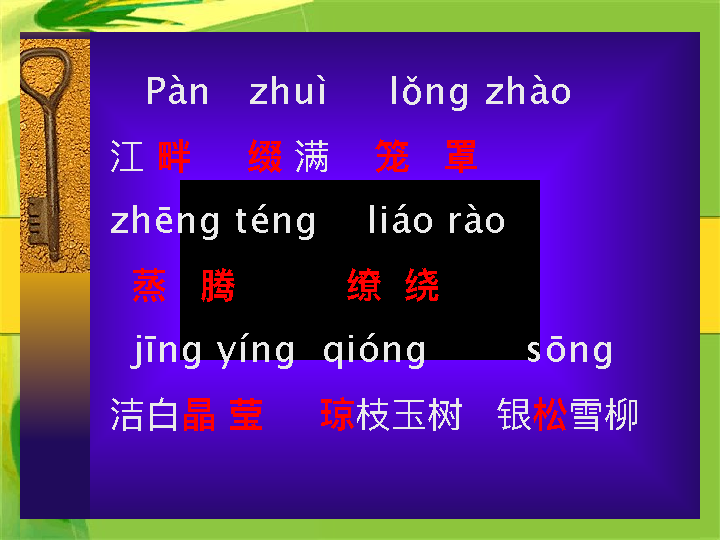 Pàn zhuì lǒng zhào
江畔 缀满 笼罩
zhēng téng liáo rào
蒸腾 缭绕
jīng yíng qióng sōng
洁白晶莹 琼枝玉树 银松雪柳